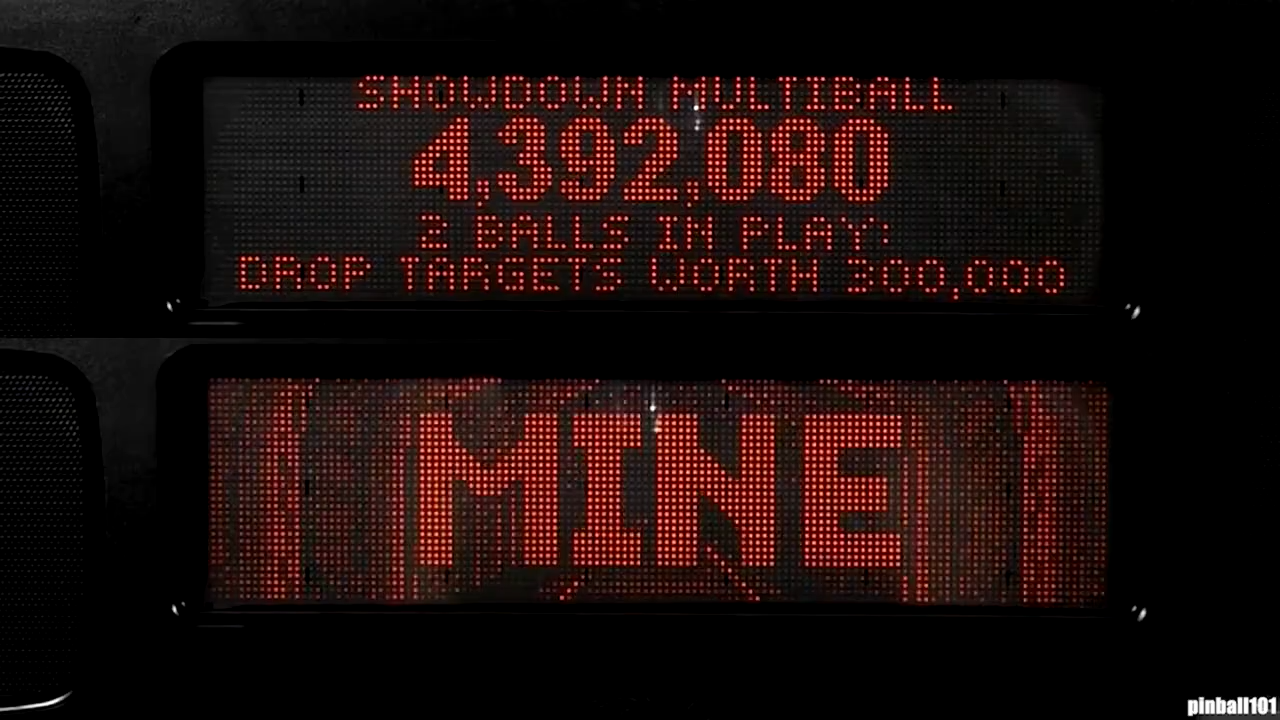 SHOWDOWN MULTIBALL
4,392,080
2 BALLS IN PLAY:
DROP TARGETS WORTH 300,000
MINE
pinball101